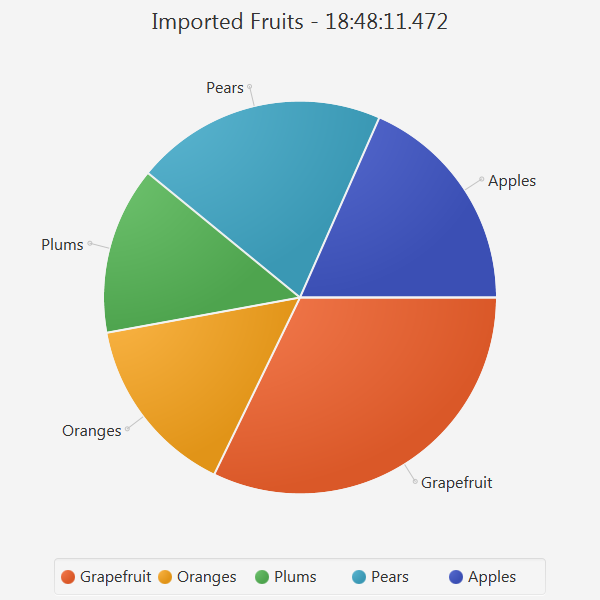 Imported Fruits - 18:48:11.472
Pears
Apples
Plums
Oranges
Grapefruit
Grapefruit Oranges Plums Pears Apples